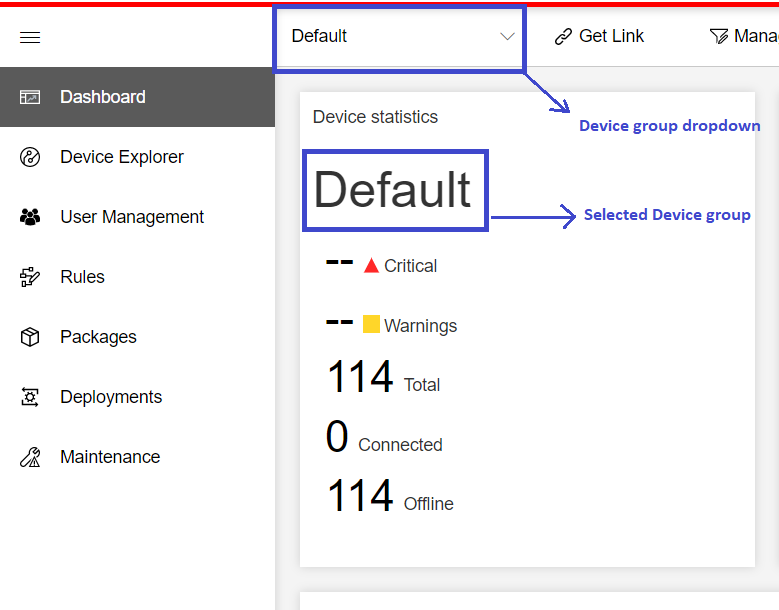 Default
Get Link
Mana
Dashboard
Device statistics
Device group dropdown
Device Explorer
Default
User Management
Selected Device group
-- Critical
Rules
-- Warnings
Packages
114 Total
Deployments
0 Connected
Maintenance
114 Offline